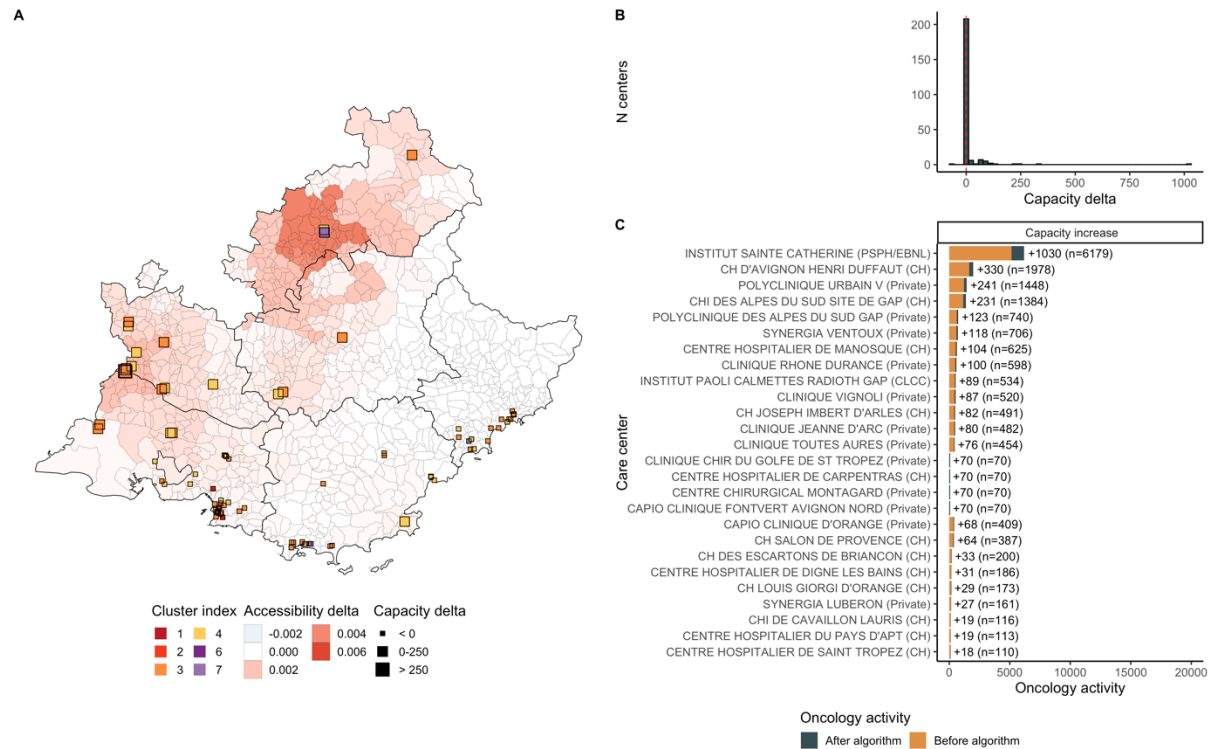 A
Cluster index
1
2
3
4
6
7
Accessibility delta
-0.002
0.000
0.002
0.004
0.006
Capacity delta
< 0
0-250
> 250
B
N centers
200
150
100
50
0
0 250 500 750 1000
Capacity delta
C
Capacity increase
Care center
INSTITUT SAINTE CATHERINE (PSPH/EBNL) +1030 (n=6179)
CH D'AVIGNON HENRI DUFFAUT (CH) +330 (n=1978)
POLYCLINIQUE URBAIN V (Private) +241 (n=1448)
CHI DES ALPES DU SUD SITE DE GAP (CH) +231 (n=1384)
POLYCLINIQUE DES ALPES DU SUD GAP (Private) +123 (n=740)
SYNERGIA VENTOUX (Private) +118 (n=706)
CENTRE HOSPITALIER DE MANOSQUE (CH) +104 (n=625)
CLINIQUE RHONE DURANCE (Private) +100 (n=598)
INSTITUT PAOLI CALMETTES RADIOTH GAP (CLCC) +89 (n=534)
CLINIQUE VIGNOLI (Private) +87 (n=520)
CH JOSEPH IMBERT D'ARLES (CH) +82 (n=491)
CLINIQUE JEANNE D'ARC (Private) +80 (n=482)
CLINIQUE TOUTES AURES (Private) +76 (n=454)
CLINIQUE CHIR DU GOLFE DE ST TROPEZ (Private) +70 (n=70)
CENTRE HOSPITALIER DE CARPENTRAS (CH) +70 (n=70)
CENTRE CHIRURGICAL MONTAGARD (Private) +70 (n=70)
CAPIO CLINIQUE FONTVERT AVIGNON NORD (Private) +70 (n=70)
CAPIO CLINIQUE D'ORANGE (Private) +68 (n=409)
CH SALON DE PROVENCE (CH) +64 (n=387)
CH DES ESCARTONS DE BRIANCON (CH) +33 (n=200)
CENTRE HOSPITALIER DE DIGNE LES BAINS (CH) +31 (n=186)
CH LOUIS GIORGI D'ORANGE (CH) +29 (n=173)
SYNERGIA LUBERON (Private) +27 (n=161)
CHI DE CAVAILLON LAURIS (CH) +19 (n=116)
CENTRE HOSPITALIER DU PAYS D'APT (CH) +19 (n=113)
CENTRE HOSPITALIER DE SAINT TROPEZ (CH) +18 (n=110)
0 5000 10000 15000 20000
Oncology activity
Oncology activity
After algorithm Before algorithm